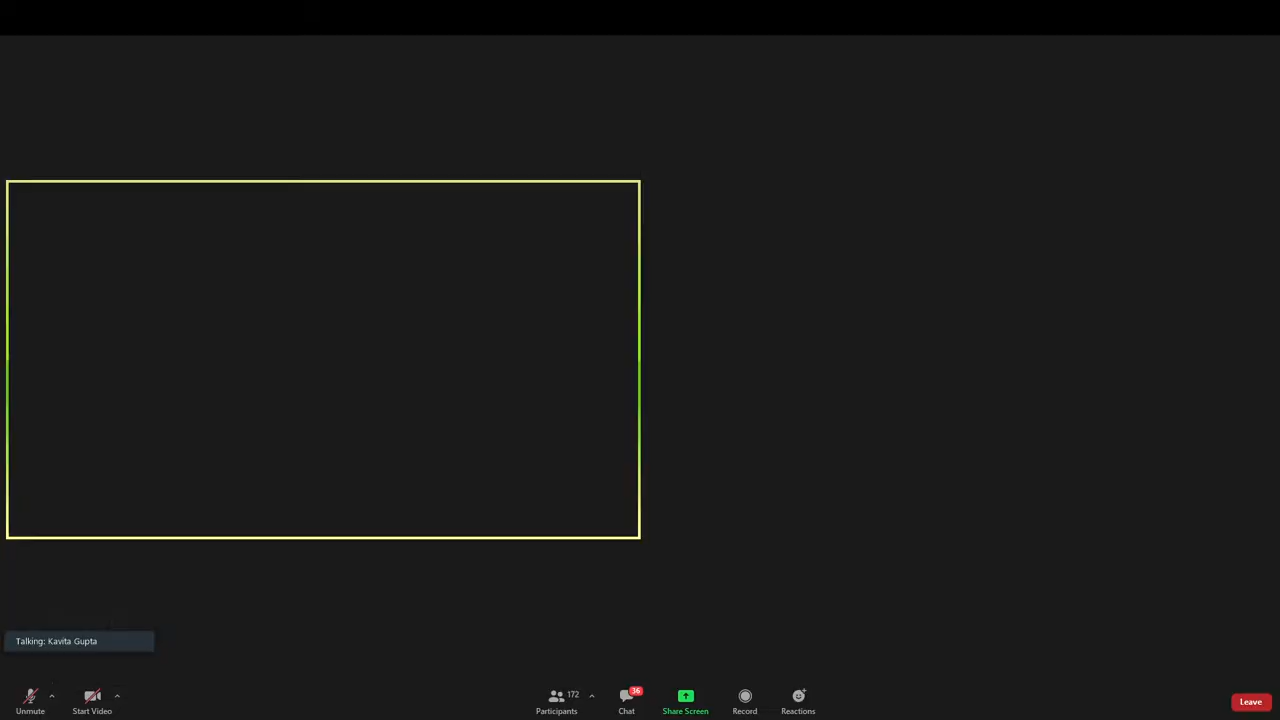 Talking: Kavita Gupta
172
36
Unmute
Start Video
Participants
Chat
Share Screen
Record
Reactions
Leave